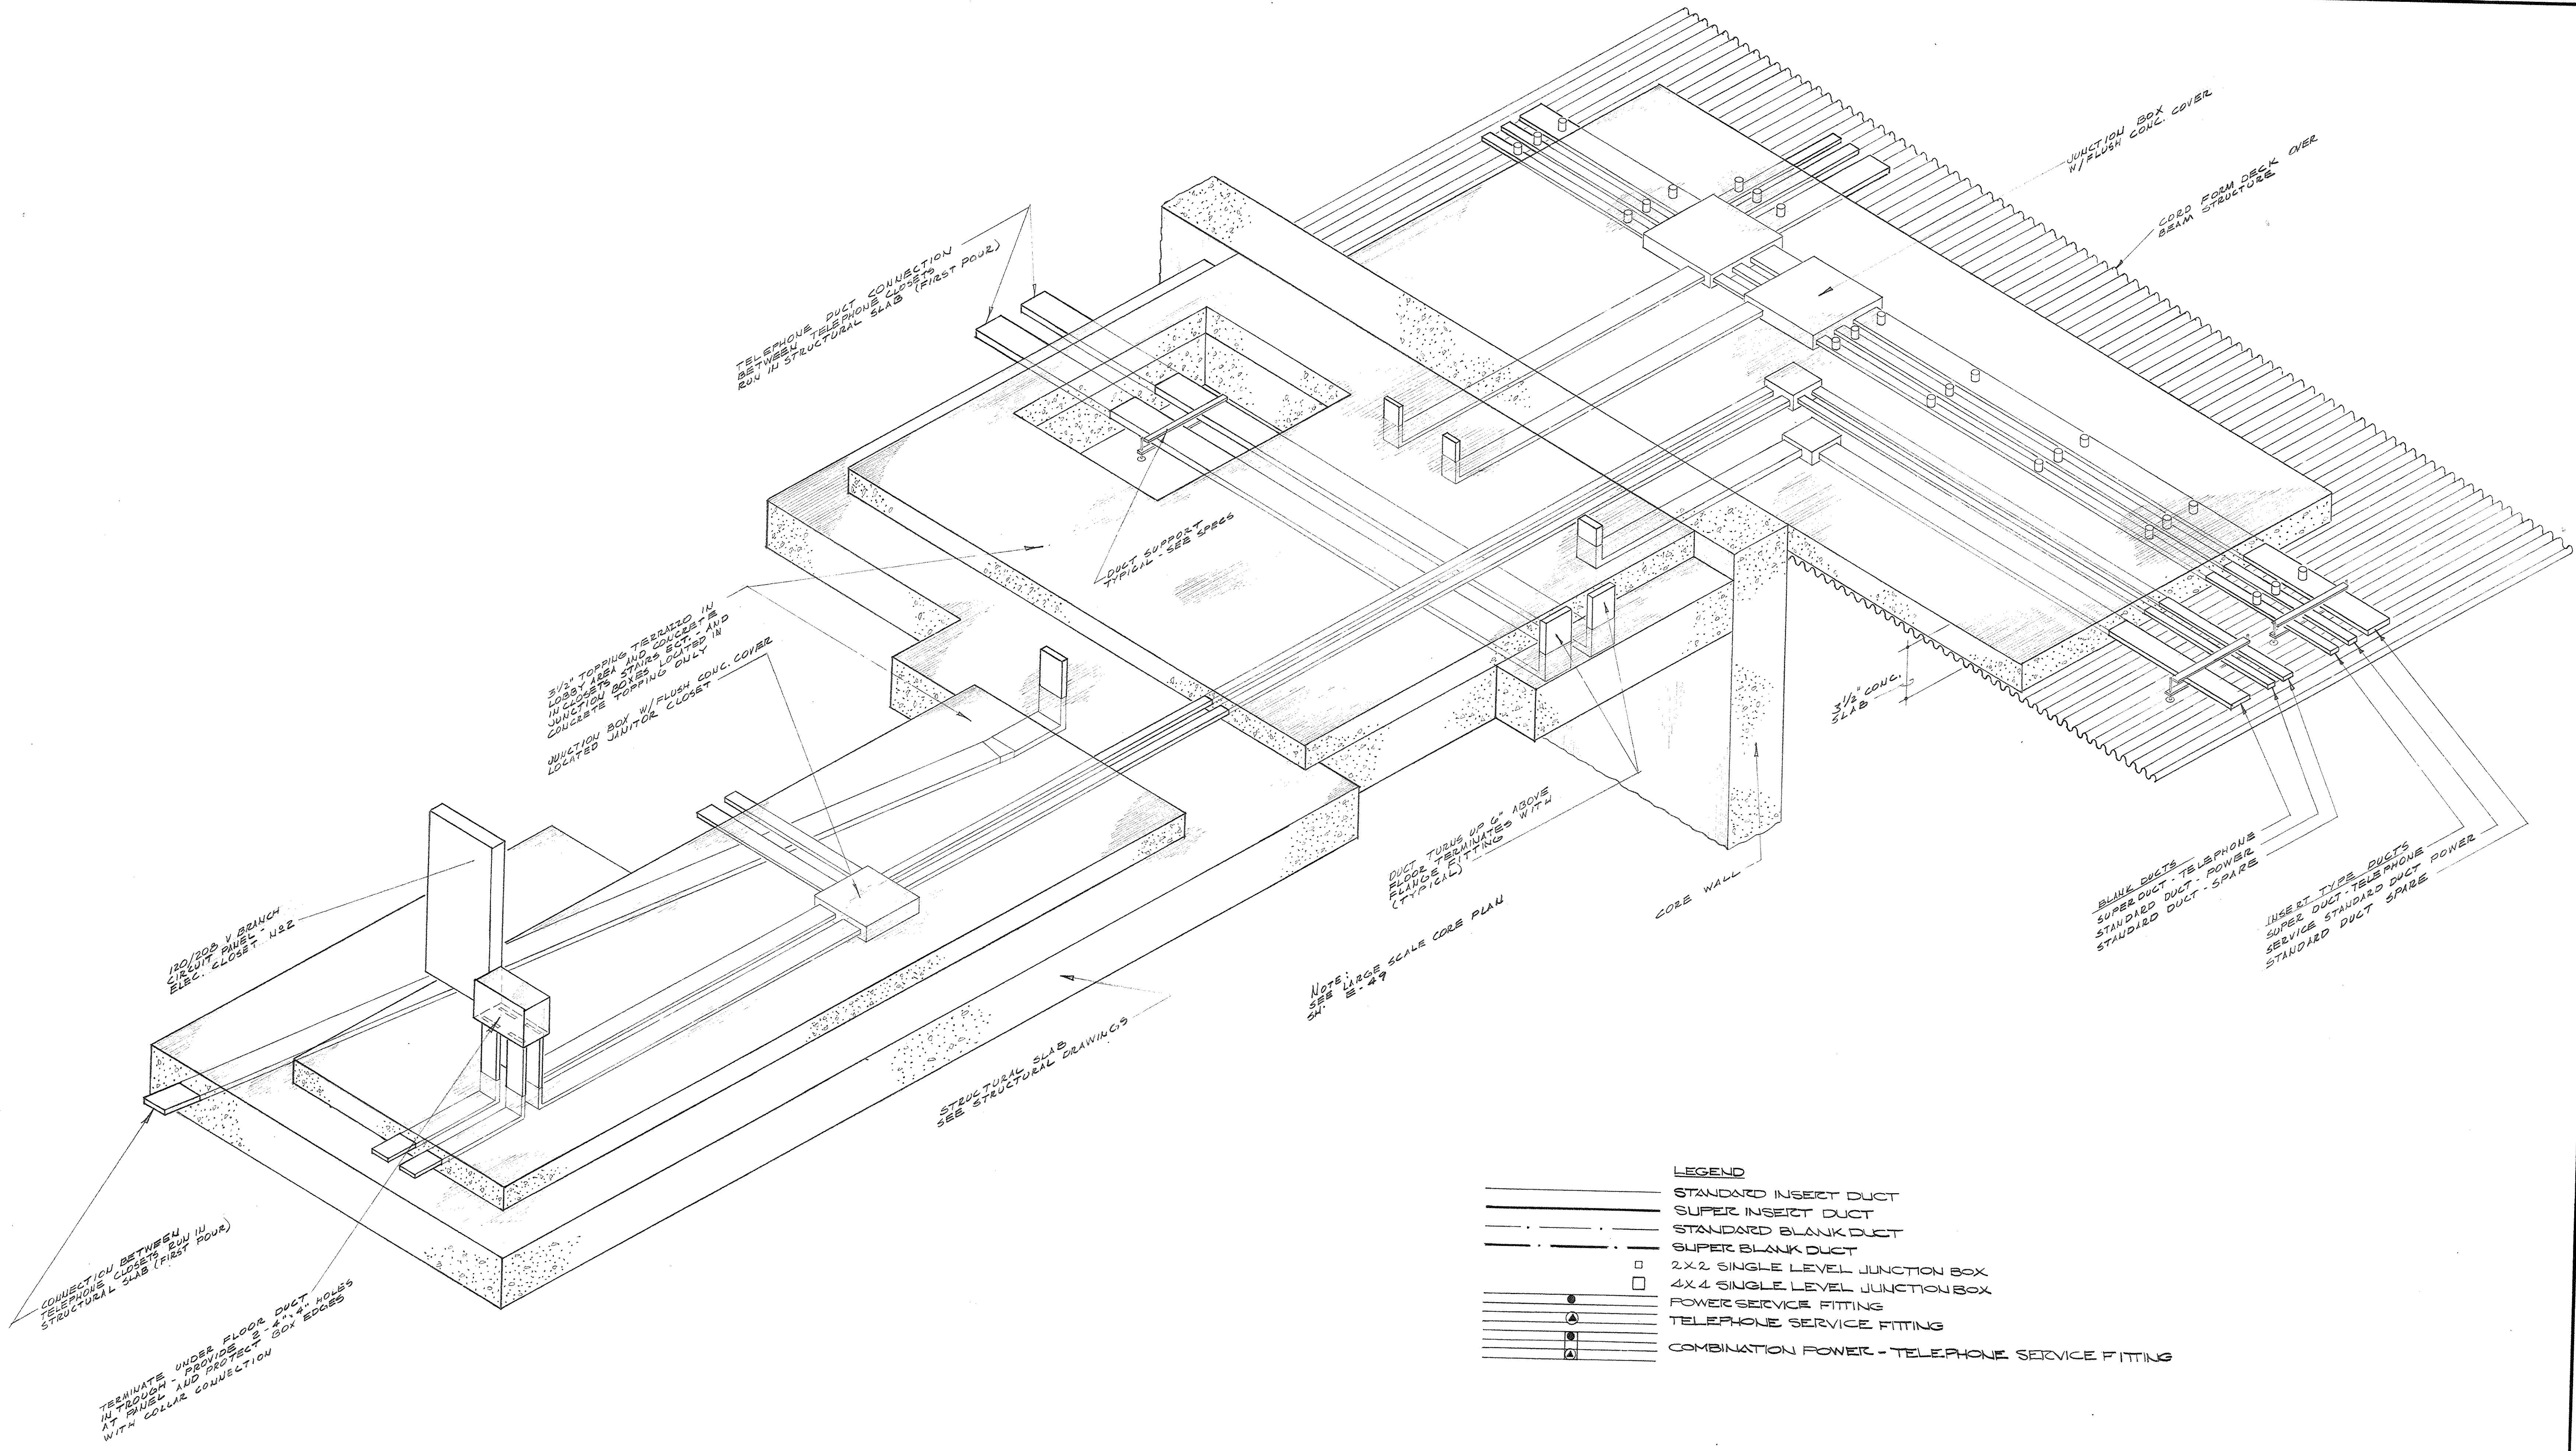 JUNCTION BOX
W/FLUSH CONC. COVER
CORD FORM DECK OVER
BEAM STRUCTURE
TELEPHONE DUCT CONNECTION
BETWEEN TELEPHONE CLOSETS
RUN IN STRUCTURAL SLAB (FIRST POUR)
DUCT SUPPORT
TYPICAL - SEE SPECS
3 1/2" TOPPING TERRAZZO IN
LOBBY AREA AND CONCRETE
IN CLOSETS STAIRS ECT. - AND
JUNCTION BOXES LOCATED IN
CONCRETE TOPPING ONLY
JUNCTION BOX W/FLUSH CONC. COVER
LOCATED JANITOR CLOSET
3 1/2" CONC.
SLAB
120/208 V BRANCH
CIRCUIT PANEL -
ELEC. CLOSET Nº2
DUCT TURNS UP 6" ABOVE
FLOOR TERMINATES WITH
FLANGE FITTING
(TYPICAL)
CORE WALL
BLANK DUCTS
SUPER DUCT - TELEPHONE
STANDARD DUCT - POWER
STANDARD DUCT - SPARE
INSERT TYPE DUCTS
SUPER DUCT - TELEPHONE
SERVICE STANDARD DUCT POWER
STANDARD DUCT SPARE
NOTE:
SEE LARGE SCALE CORE PLAN
SH. E-49
STRUCTURAL SLAB
SEE STRUCTURAL DRAWINGS
CONNECTION BETWEEN
TELEPHONE CLOSETS RUN IN
STRUCTURAL SLAB (FIRST POUR)
TERMINATE UNDER FLOOR DUCT
IN TROUGH - PROVIDE 2 - 4"x4" HOLES
AT PANEL AND PROTECT BOX EDGES
WITH COLLAR CONNECTION
LEGEND
STANDARD INSERT DUCT
SUPER INSERT DUCT
STANDARD BLANK DUCT
SUPER BLANK DUCT
2X2 SINGLE LEVEL JUNCTION BOX
4X4 SINGLE LEVEL JUNCTION BOX
POWER SERVICE FITTING
TELEPHONE SERVICE FITTING
COMBINATION POWER - TELEPHONE SERVICE FITTING